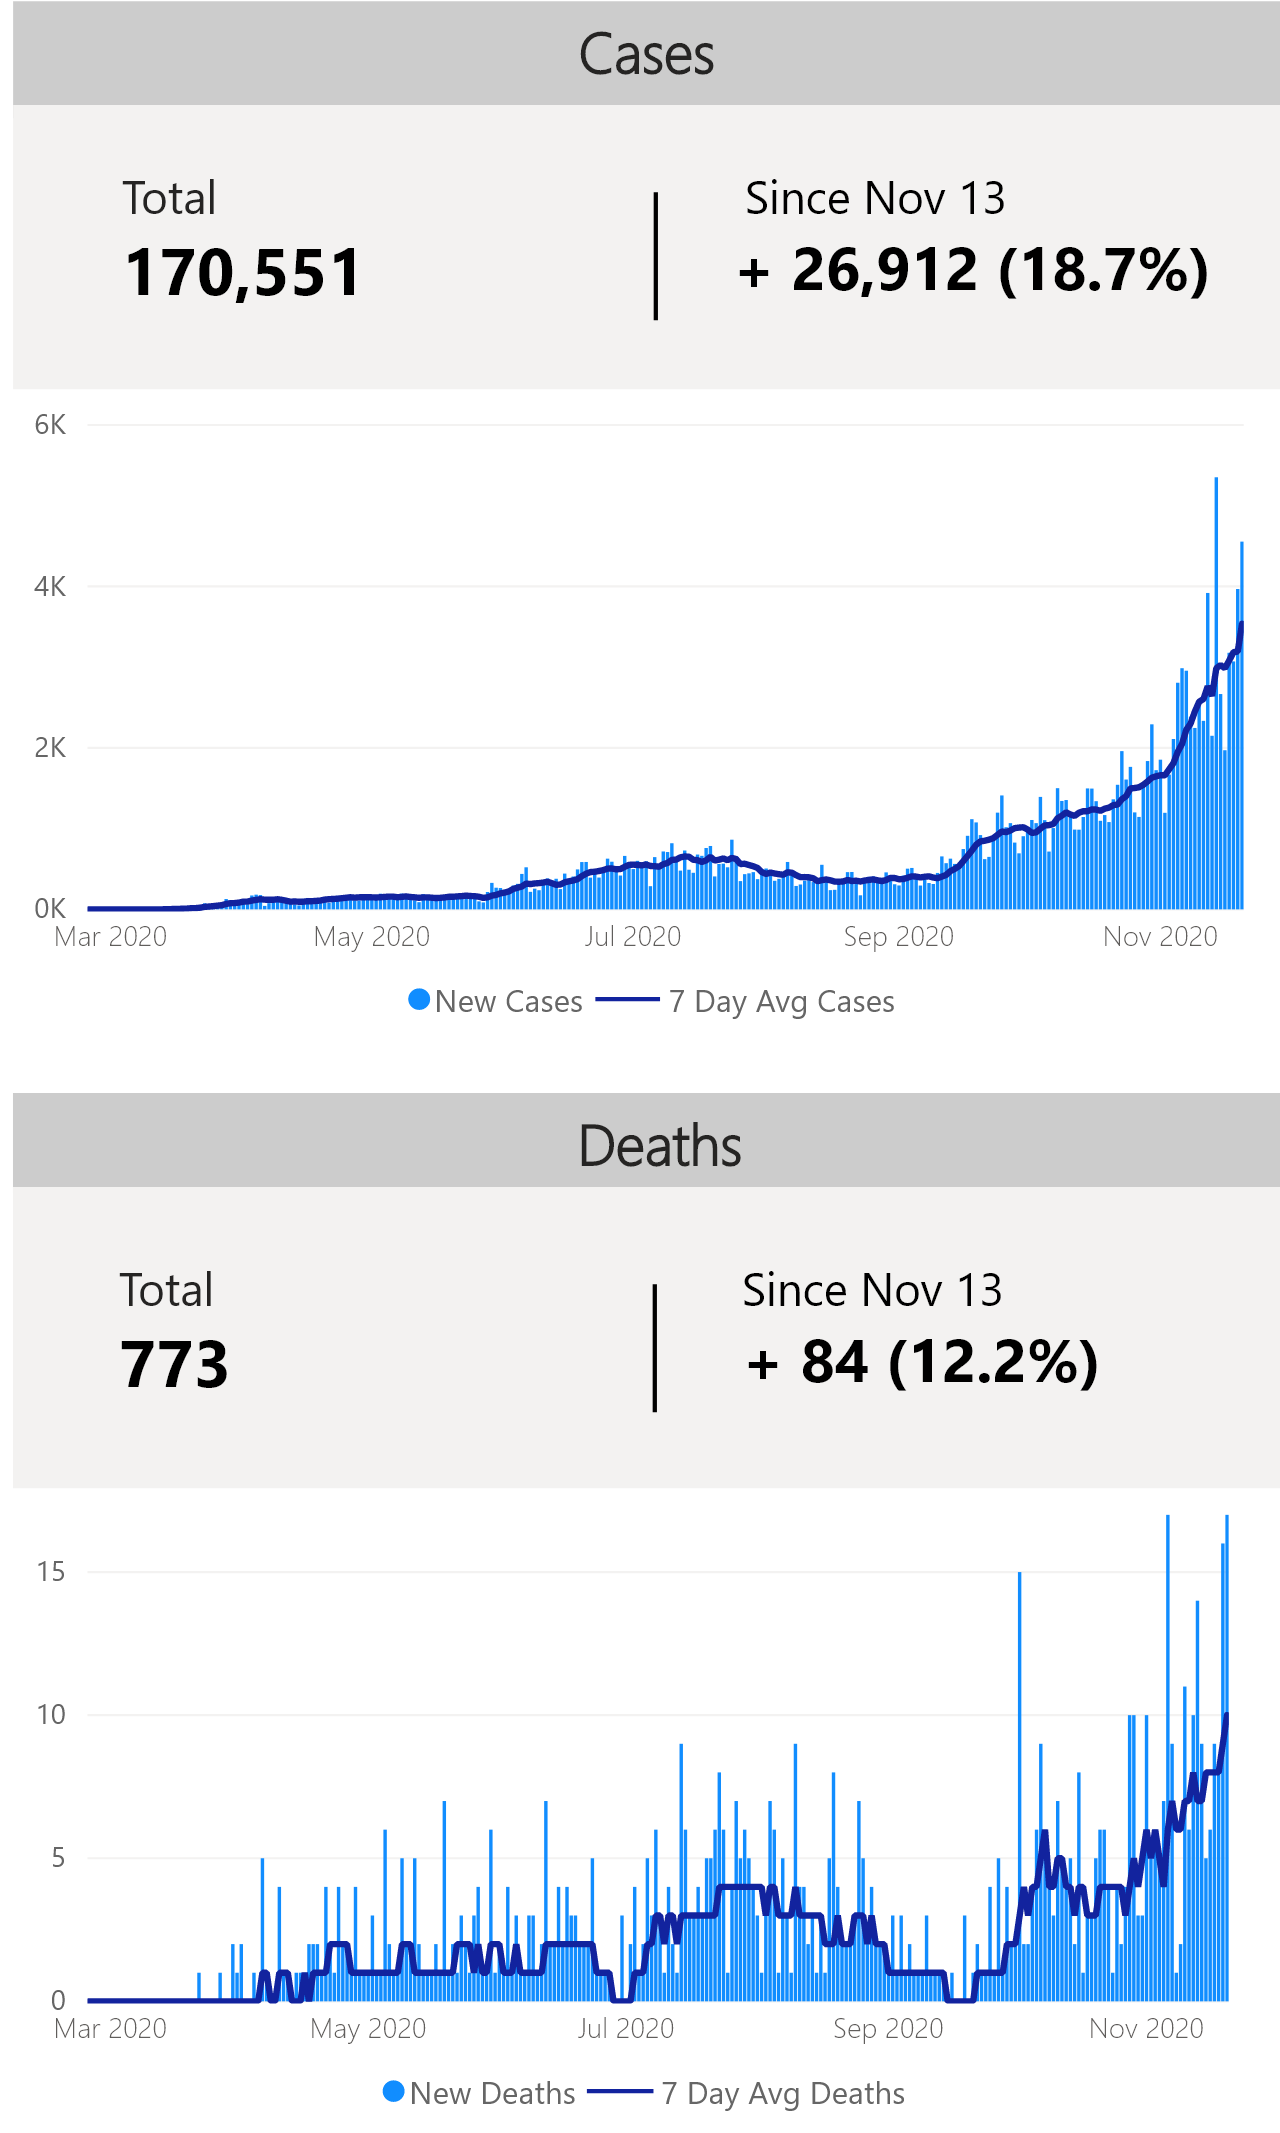 Cases
Total
Since Nov 13
170,551
+ 26,912 (18.7%)
6K
4K
2K
0K
Mar 2020 May 2020 Jul 2020 Sep 2020 Nov 2020
New Cases 7 Day Avg Cases
Deaths
Total
Since Nov 13
773
+ 84 (12.2%)
15
10
5
0
Mar 2020 May 2020 Jul 2020 Sep 2020 Nov 2020
New Deaths 7 Day Avg Deaths